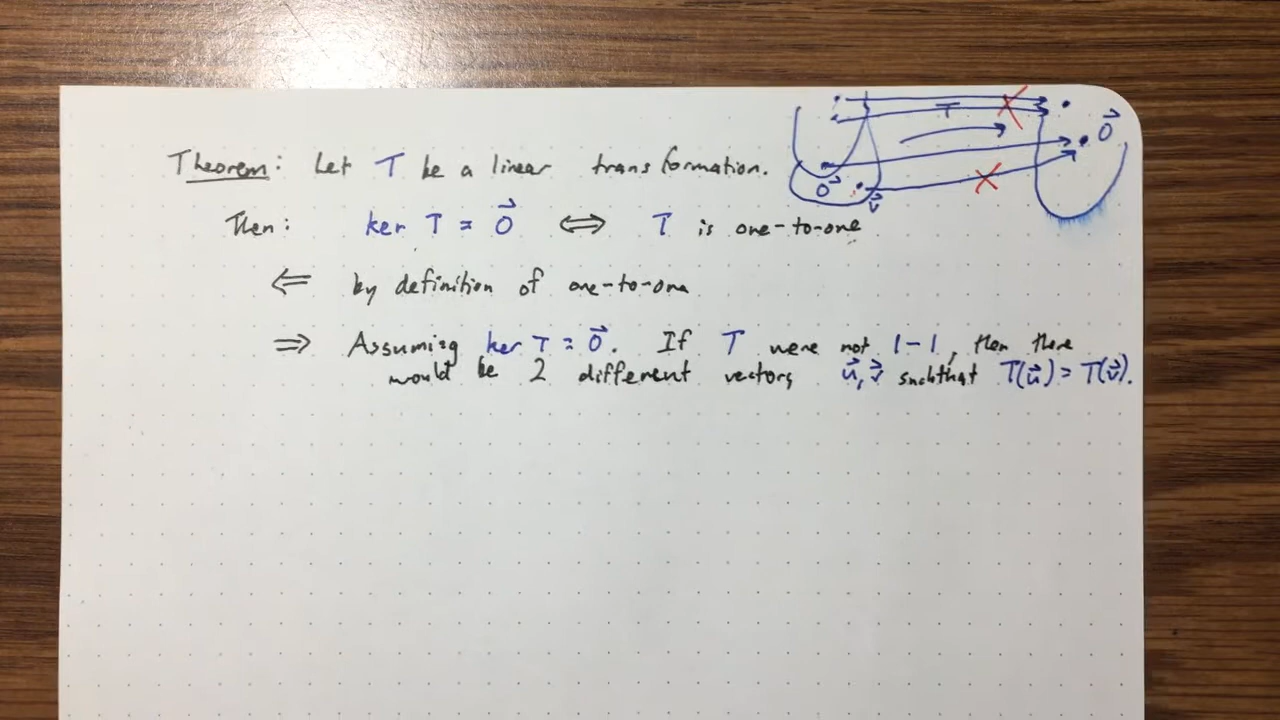 Theorem: Let T be a linear transformation.
Then: ker T = 0⃗ ⟺ T is one-to-one
⟸ by definition of one-to-one
⟹ Assuming ker T = 0⃗. If T were not 1-1, then there
would be 2 different vectors u⃗, v⃗ such that T(u⃗) = T(v⃗).
T
0⃗
0⃗
v⃗